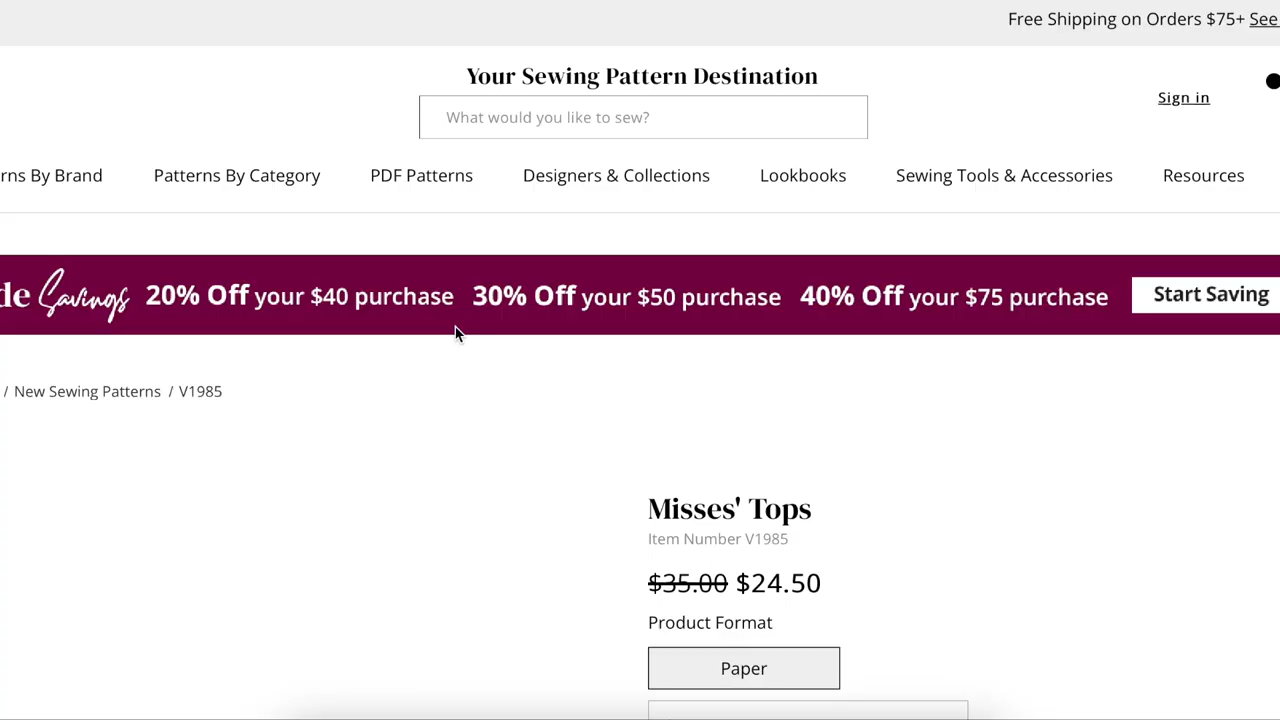 Free Shipping on Orders $75+ See
Your Sewing Pattern Destination
Sign in
What would you like to sew?
rns By Brand Patterns By Category PDF Patterns Designers & Collections Lookbooks Sewing Tools & Accessories Resources
de Savings 20% Off your $40 purchase 30% Off your $50 purchase 40% Off your $75 purchase Start Saving
/ New Sewing Patterns / V1985
Misses' Tops
Item Number V1985
$35.00 $24.50
Product Format
Paper